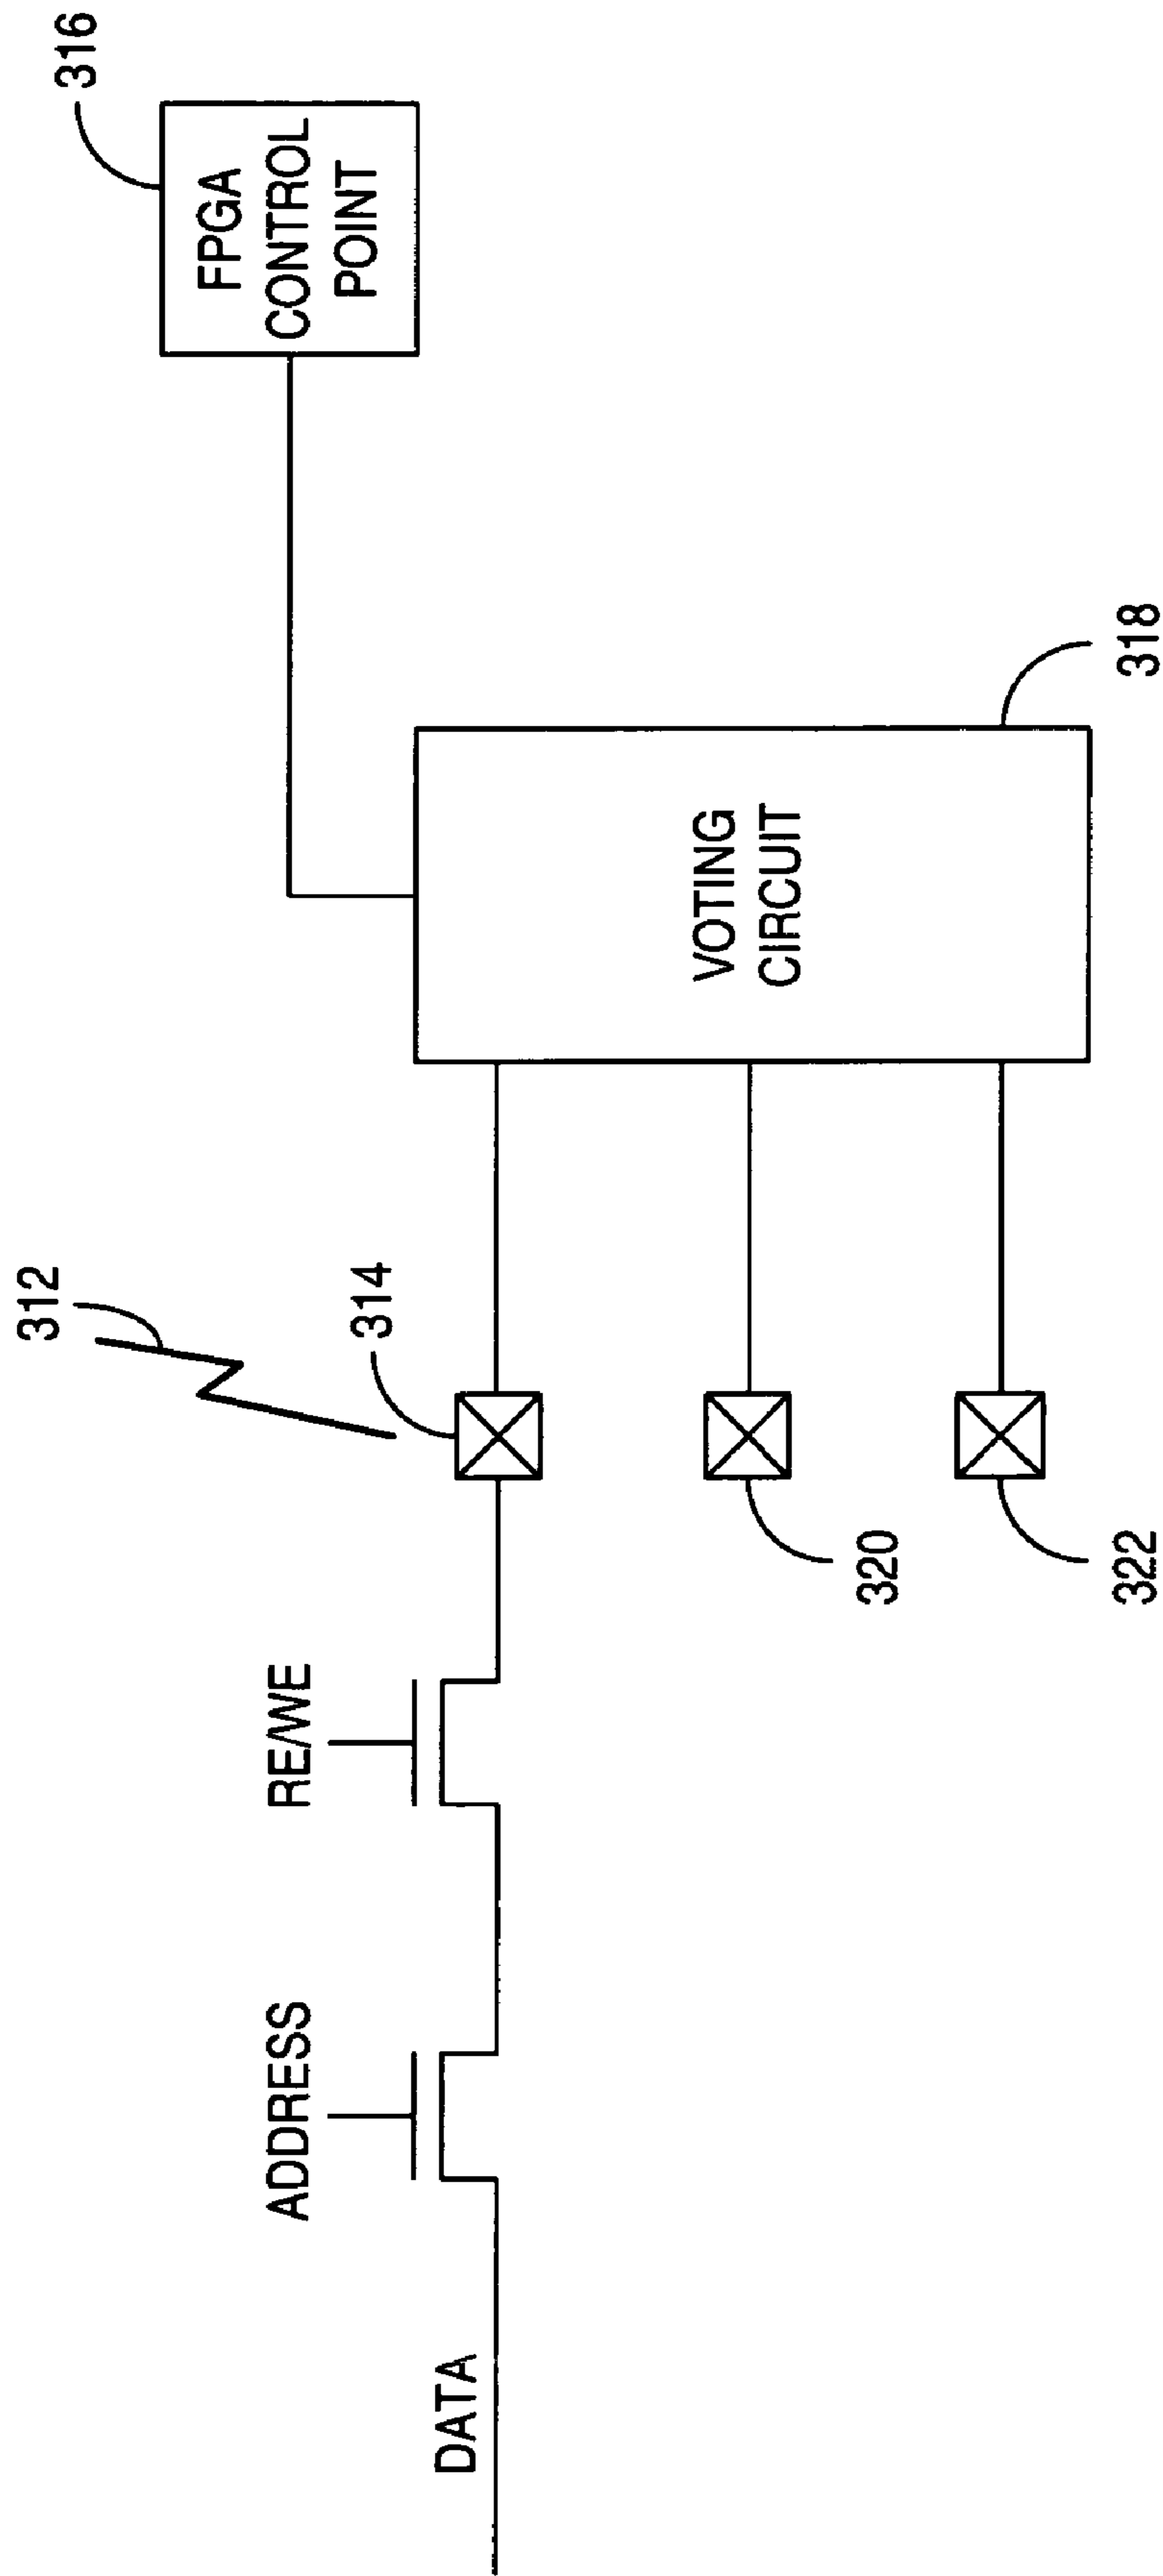 DATA
ADDRESS
RE/WE
312
314
320
322
VOTING
CIRCUIT
318
FPGA
CONTROL
POINT
316